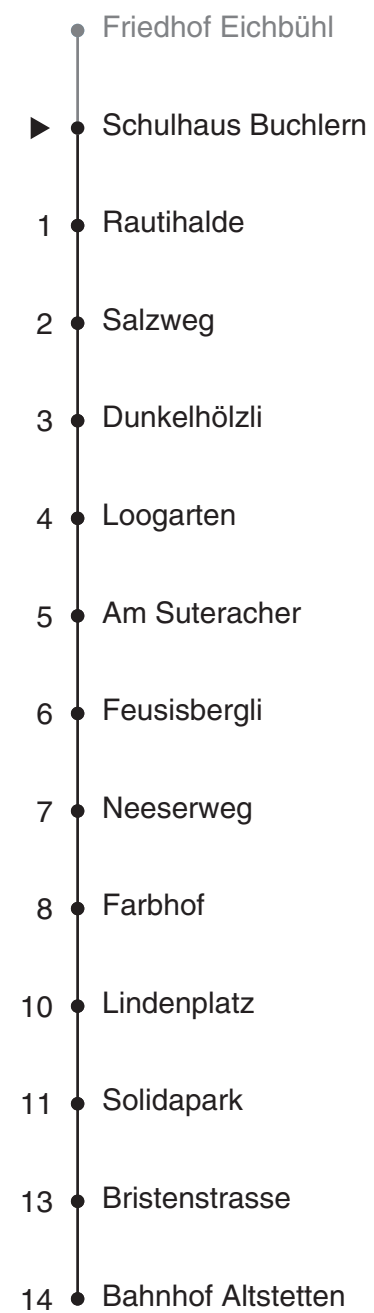 Friedhof Eichbühl
Schulhaus Buchlern
1 Rautihalde
2 Salzweg
3 Dunkelhölzli
4 Loogarten
5 Am Suteracher
6 Feusisbergli
7 Neeserweg
8 Farbhof
10 Lindenplatz
11 Solidapark
13 Bristenstrasse
14 Bahnhof Altstetten